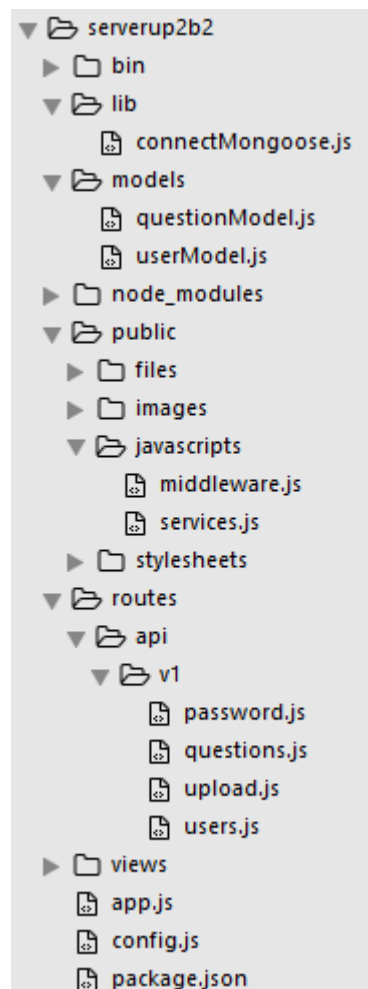 serverup2b2
bin
lib
connectMongoose.js
models
questionModel.js
userModel.js
node_modules
public
files
images
javascripts
middleware.js
services.js
stylesheets
routes
api
v1
password.js
questions.js
upload.js
users.js
views
app.js
config.js
package.json